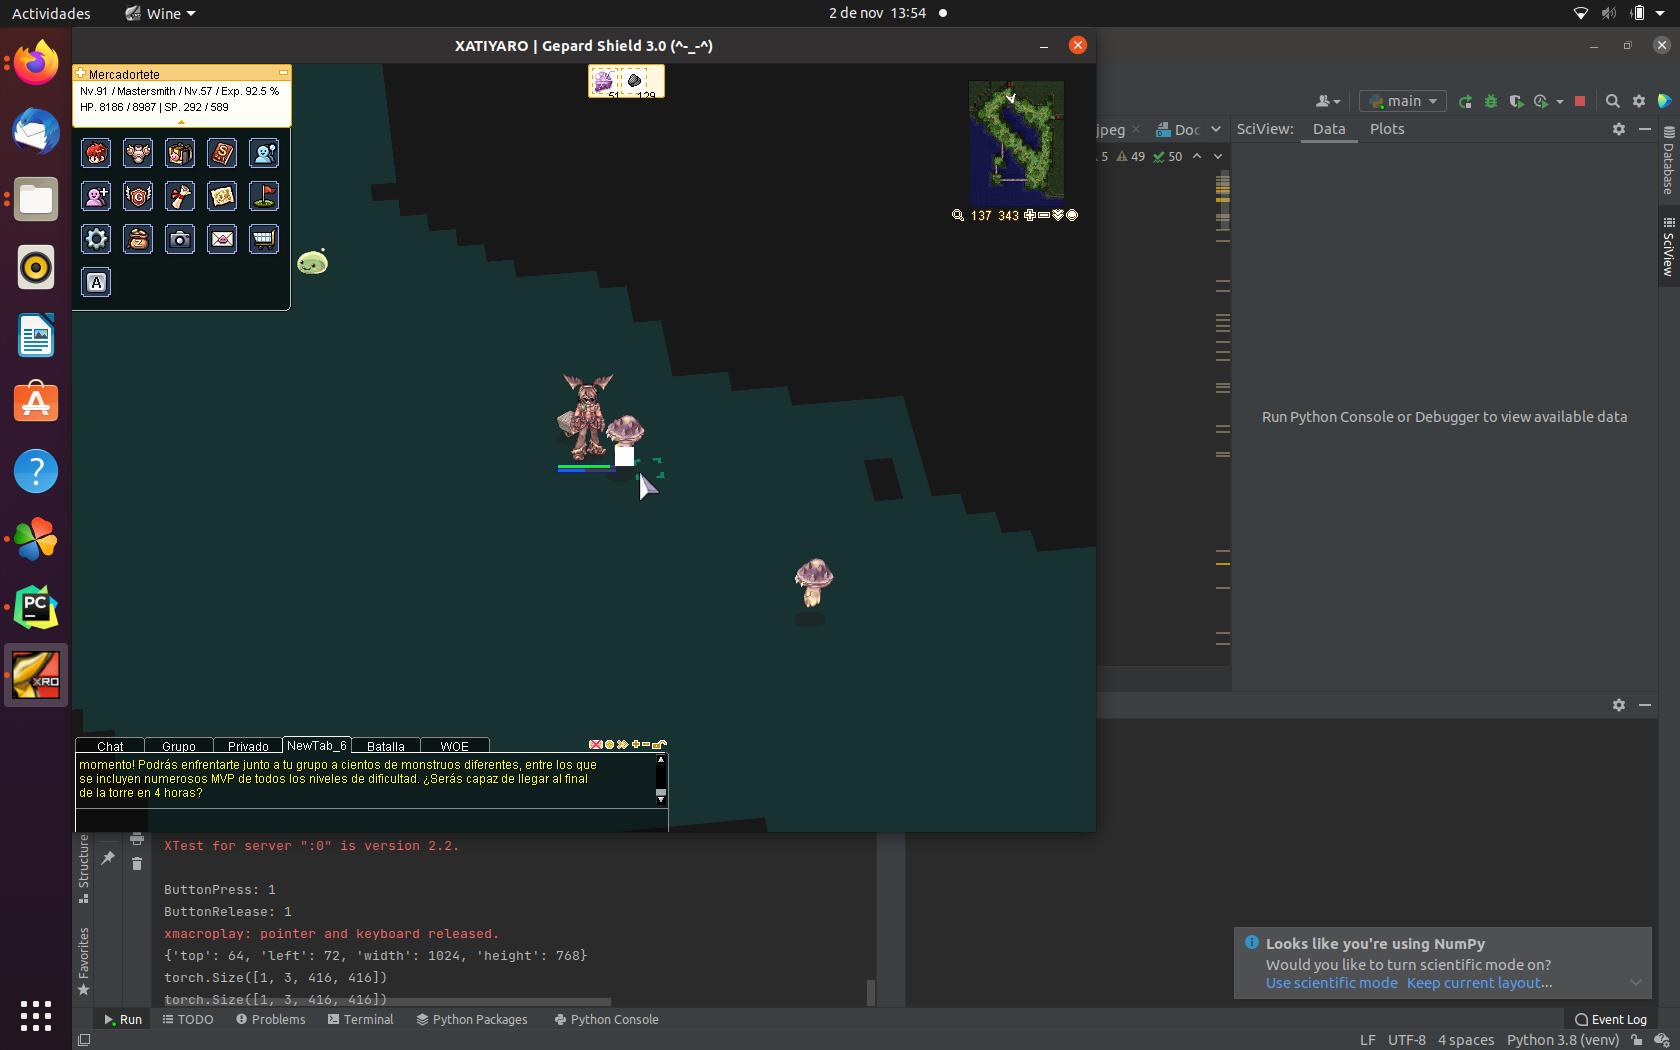 Actividades
Wine
2 de nov 13:54
XATIYARO | Gepard Shield 3.0 (^-_-^)
Mercadortete
Nv.91 / Mastersmith / Nv.57 / Exp. 92.5 %
HP. 8186 / 8987 | SP. 292 / 589
51 129
137 343
A
G
XRO
PC
main
jpeg
Doc
SciView:
Data
Plots
5 49 50
Database
SciView
Run Python Console or Debugger to view available data
Chat
Grupo
Privado
NewTab_6
Batalla
WOE
momento! Podrás enfrentarte junto a tu grupo a cientos de monstruos diferentes, entre los que
se incluyen numerosos MVP de todos los niveles de dificultad. ¿Serás capaz de llegar al final
de la torre en 4 horas?
Structure
Favorites
XTest for server ":0" is version 2.2.
ButtonPress: 1
ButtonRelease: 1
xmacroplay: pointer and keyboard released.
{'top': 64, 'left': 72, 'width': 1024, 'height': 768}
torch.Size([1, 3, 416, 416])
torch.Size([1, 3, 416, 416])
Looks like you're using NumPy
Would you like to turn scientific mode on?
Use scientific mode Keep current layout...
Run
TODO
Problems
Terminal
Python Packages
Python Console
Event Log
LF UTF-8 4 spaces Python 3.8 (venv)